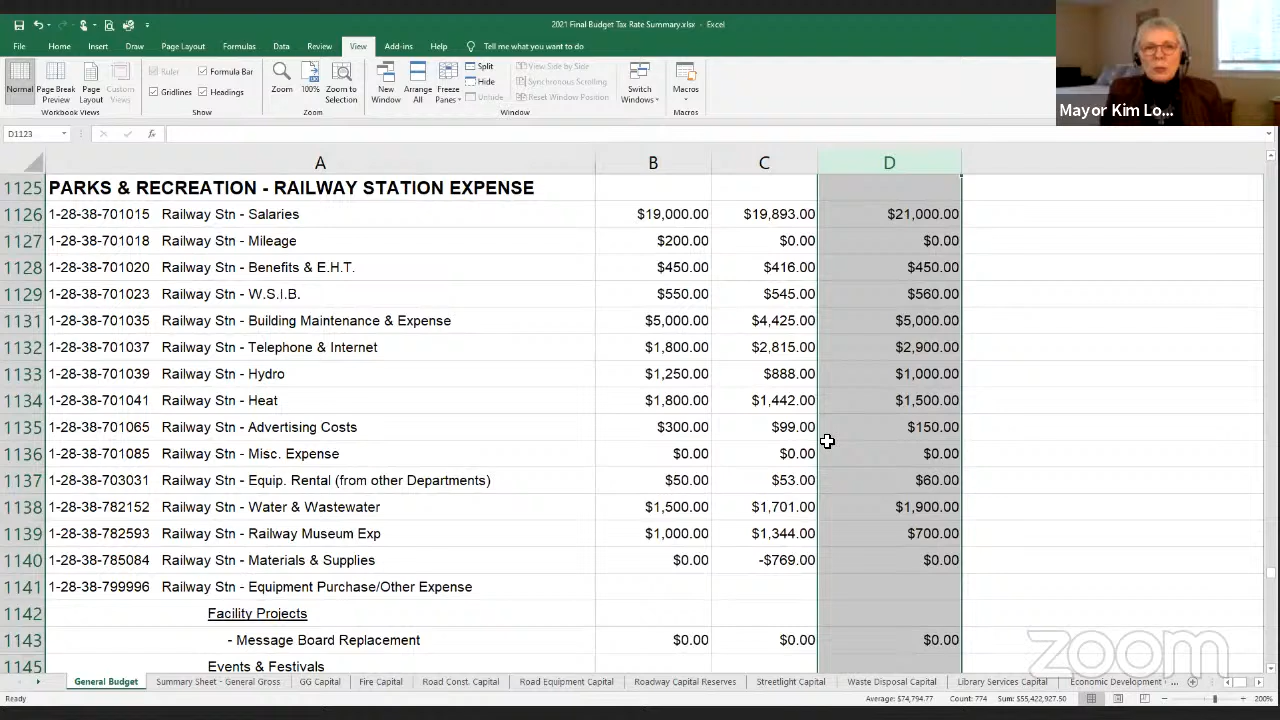 2021 Final Budget Tax Rate Summary.xlsx - Excel
File Home Insert Draw Page Layout Formulas Data Review View Add-ins Help Tell me what you want to do
Normal Page Break Preview Page Layout Custom Views
Ruler Formula Bar
Gridlines Headings
Zoom 100% Zoom to Selection
New Window Arrange All Freeze Panes
Split
Hide
Unhide
View Side by Side
Synchronous Scrolling
Reset Window Position
Switch Windows Macros
Workbook Views Show Zoom Window Macros
Mayor Kim Lo...
D1123 fx
A B C D
1125 PARKS & RECREATION - RAILWAY STATION EXPENSE
1126 1-28-38-701015 Railway Stn - Salaries $19,000.00 $19,893.00 $21,000.00
1127 1-28-38-701018 Railway Stn - Mileage $200.00 $0.00 $0.00
1128 1-28-38-701020 Railway Stn - Benefits & E.H.T. $450.00 $416.00 $450.00
1129 1-28-38-701023 Railway Stn - W.S.I.B. $550.00 $545.00 $560.00
1131 1-28-38-701035 Railway Stn - Building Maintenance & Expense $5,000.00 $4,425.00 $5,000.00
1132 1-28-38-701037 Railway Stn - Telephone & Internet $1,800.00 $2,815.00 $2,900.00
1133 1-28-38-701039 Railway Stn - Hydro $1,250.00 $888.00 $1,000.00
1134 1-28-38-701041 Railway Stn - Heat $1,800.00 $1,442.00 $1,500.00
1135 1-28-38-701065 Railway Stn - Advertising Costs $300.00 $99.00 $150.00
1136 1-28-38-701085 Railway Stn - Misc. Expense $0.00 $0.00 $0.00
1137 1-28-38-703031 Railway Stn - Equip. Rental (from other Departments) $50.00 $53.00 $60.00
1138 1-28-38-782152 Railway Stn - Water & Wastewater $1,500.00 $1,701.00 $1,900.00
1139 1-28-38-782593 Railway Stn - Railway Museum Exp $1,000.00 $1,344.00 $700.00
1140 1-28-38-785084 Railway Stn - Materials & Supplies $0.00 -$769.00 $0.00
1141 1-28-38-799996 Railway Stn - Equipment Purchase/Other Expense
1142 Facility Projects
1143 - Message Board Replacement $0.00 $0.00 $0.00
1145 Events & Festivals
zoom
General Budget Summary Sheet - General Gross GG Capital Fire Capital Road Const. Capital Road Equipment Capital Roadway Capital Reserves Streetlight Capital Waste Disposal Capital Library Services Capital Economic Development - ...
Ready Average: $74,794.77 Count: 774 Sum: $55,422,927.50 200%